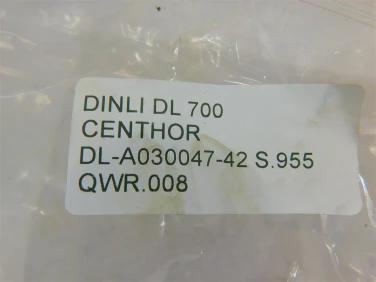 DINLI DL 700
CENTHOR
DL-A030047-42 S.955
QWR.008